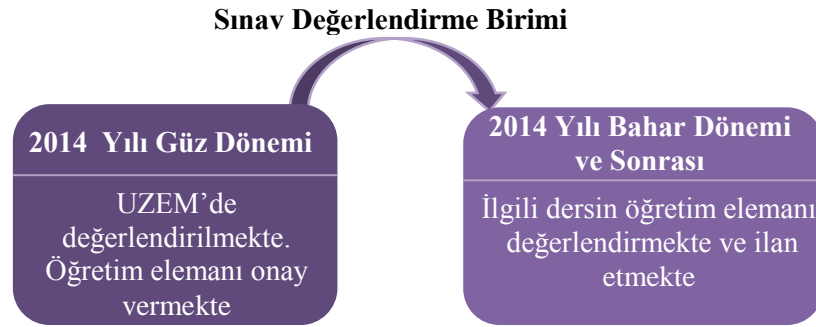 Sınav Değerlendirme Birimi
2014 Yılı Güz Dönemi
UZEM’de
değerlendirilmekte.
Öğretim elemanı onay
vermekte
2014 Yılı Bahar Dönemi
ve Sonrası
İlgili dersin öğretim elemanı
değerlendirmekte ve ilan
etmekte